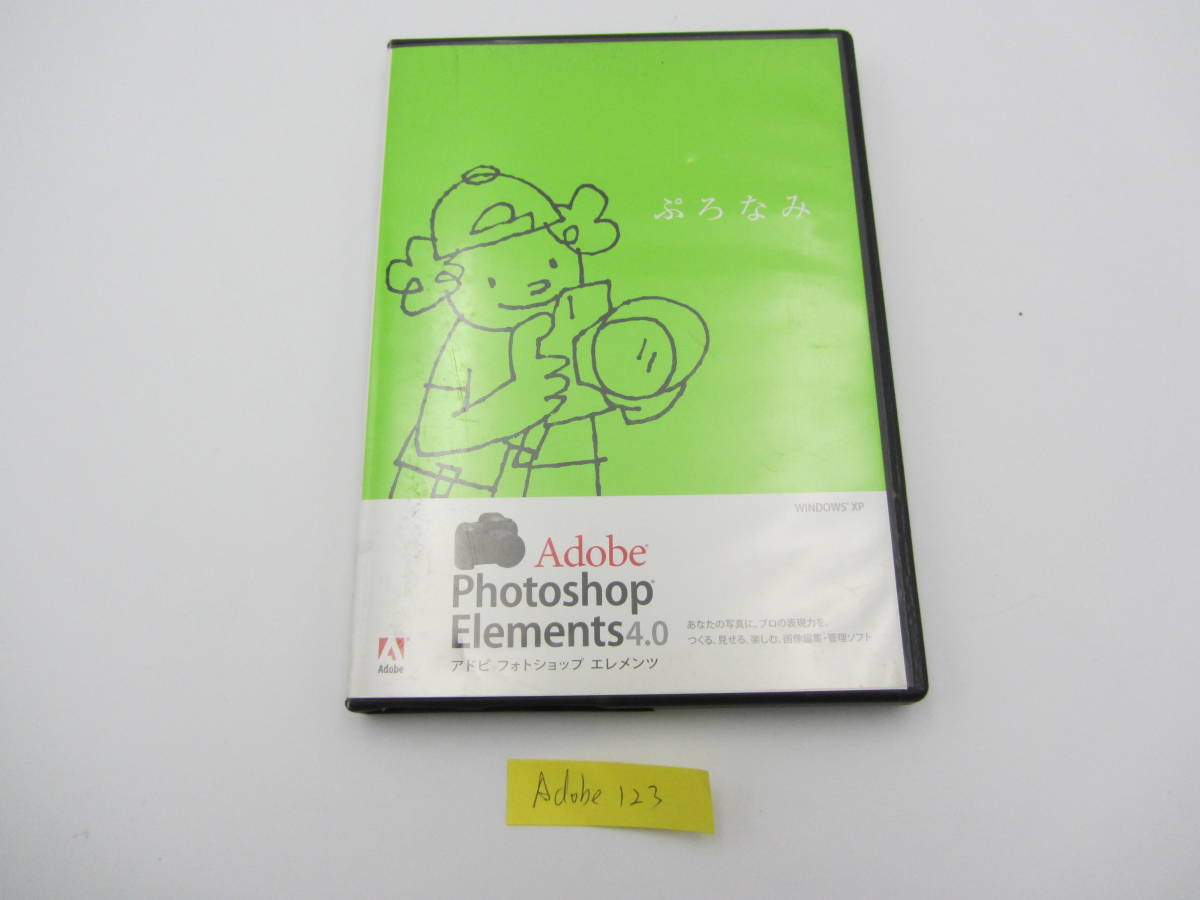 ぷろなみ
WINDOWS® XP
Adobe®
Photoshop®
Elements 4.0
アドビ フォトショップ エレメンツ
あなたの写真に、プロの表現力を。
つくる、見せる、楽しむ、画像編集・管理ソフト
Adobe
Adobe 123